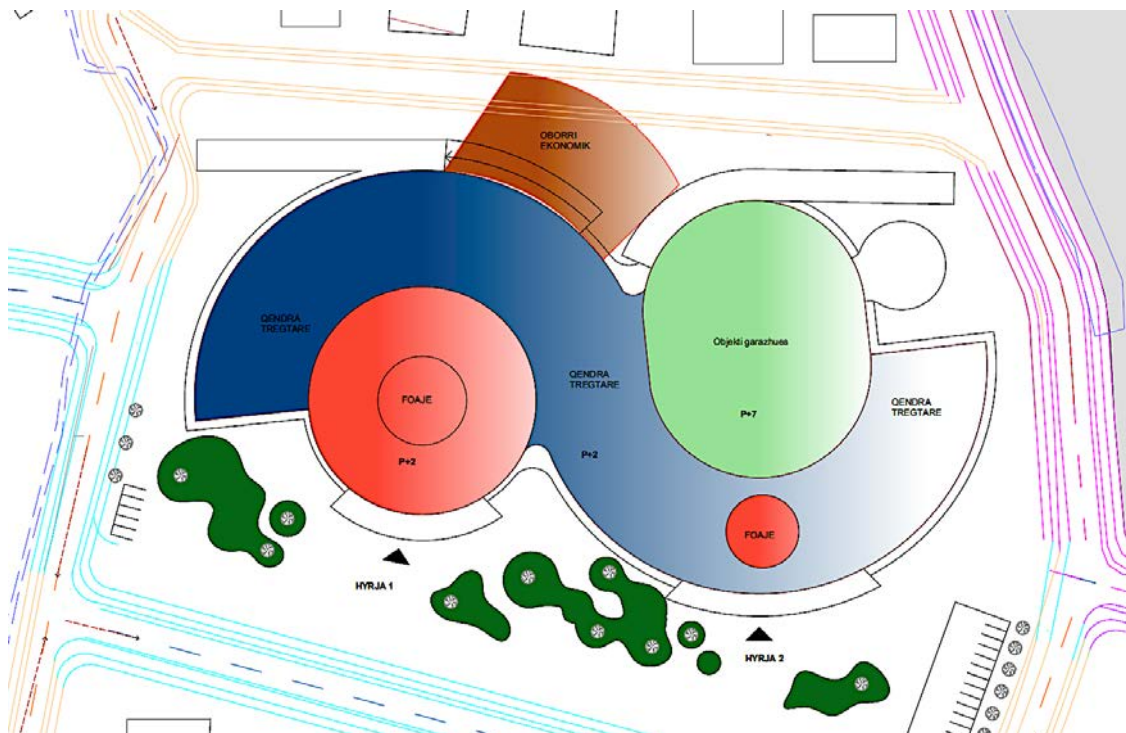 OBORRI
EKONOMIK
QENDRA
TREGTARE
Objekti garazhues
QENDRA
TREGTARE
FOAJE
QENDRA
TREGTARE
P+7
P+2
P+2
FOAJE
HYRJA 1
HYRJA 2